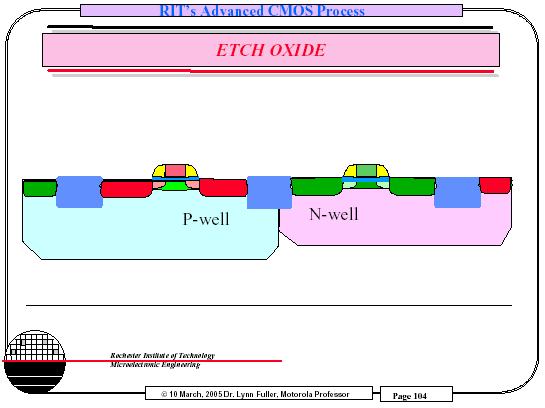 RIT's Advanced CMOS Process
ETCH OXIDE
P-well
N-well
Rochester Institute of Technology
Microelectronic Engineering
© 10 March, 2005 Dr. Lynn Fuller, Motorola Professor
Page 104